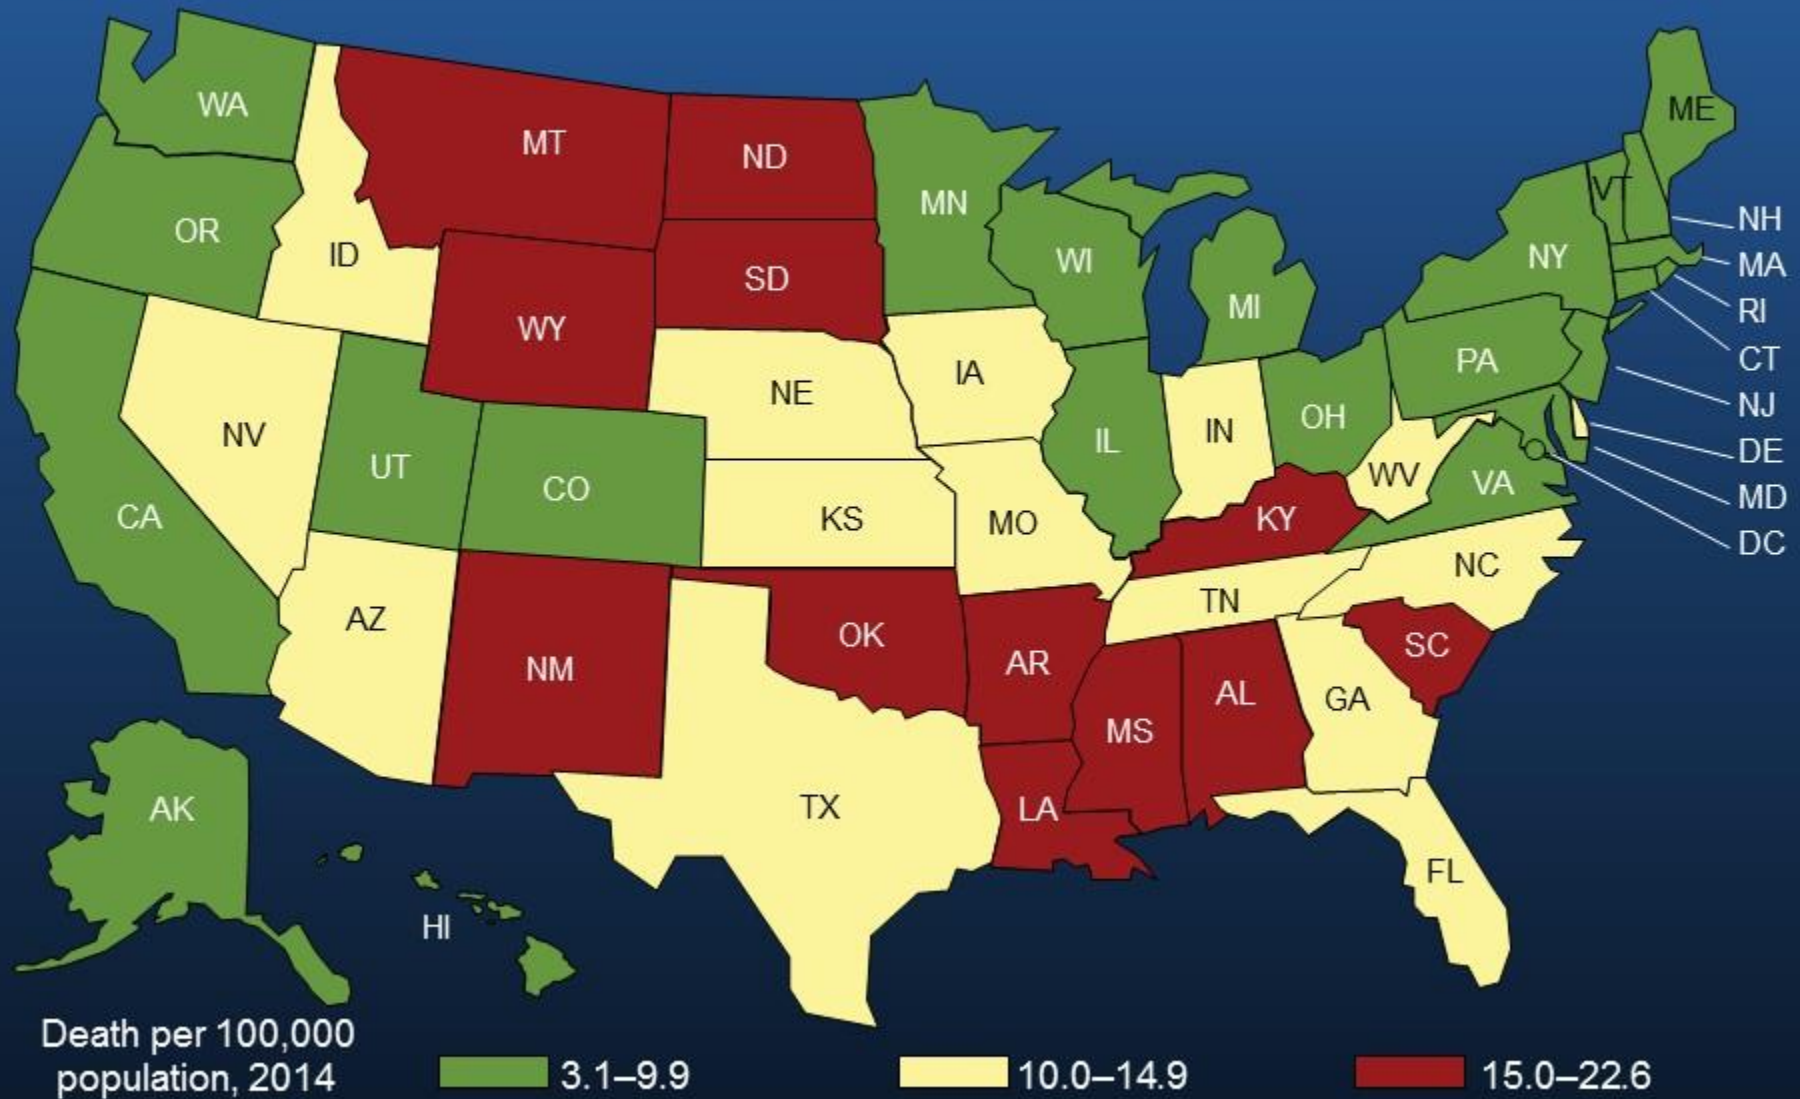 WA
MT
ND
MN
ME
VT
OR
ID
SD
WI
NY
NH
MA
WY
MI
RI
IA
PA
CT
NE
NV
IL
IN
OH
NJ
UT
CO
WV
VA
DE
CA
KS
MO
KY
MD
DC
AZ
NM
OK
AR
TN
NC
SC
MS
AL
GA
AK
TX
LA
HI
FL
Death per 100,000
population, 2014
3.1–9.9
10.0–14.9
15.0–22.6